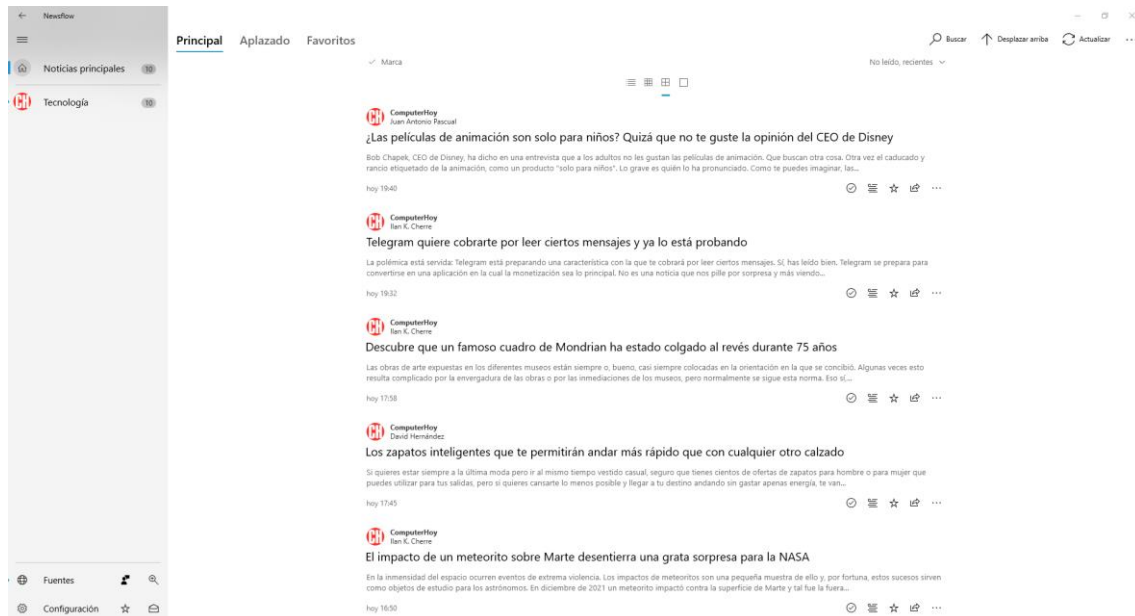 Newsflow
Noticias principales 10
Tecnología 10
Fuentes
Configuración
Principal Aplazado Favoritos
Buscar Desplazar arriba Actualizar
Marca No leído, recientes
CH ComputerHoy
Juan Antonio Pascual
¿Las películas de animación son solo para niños? Quizá que no te guste la opinión del CEO de Disney
Bob Chapek, CEO de Disney, ha dicho en una entrevista que a los adultos no les gustan las películas de animación. Que buscan otra cosa. Otra vez el caducado y
rancio etiquetado de la animación, como un producto "solo para niños". Lo grave es quién lo ha pronunciado. Como te puedes imaginar, las...
hoy 19:40
CH ComputerHoy
Ilan K. Cherre
Telegram quiere cobrarte por leer ciertos mensajes y ya lo está probando
La polémica está servida: Telegram está preparando una característica con la que te cobrará por leer ciertos mensajes. Sí, has leído bien. Telegram se prepara para
convertirse en una aplicación en la cual la monetización sea lo principal. No es una noticia que nos pille por sorpresa y más viendo...
hoy 19:32
CH ComputerHoy
Ilan K. Cherre
Descubre que un famoso cuadro de Mondrian ha estado colgado al revés durante 75 años
Las obras de arte expuestas en los diferentes museos están siempre o, bueno, casi siempre colocadas en la orientación en la que se concibió. Algunas veces esto
resulta complicado por la envergadura de las obras o por las inmediaciones de los museos, pero normalmente se sigue esta norma. Eso sí,...
hoy 17:58
CH ComputerHoy
David Hernández
Los zapatos inteligentes que te permitirán andar más rápido que con cualquier otro calzado
Si quieres estar siempre a la última moda pero ir al mismo tiempo vestido casual, seguro que tienes cientos de ofertas de zapatos para hombre o para mujer que
puedes utilizar para tus salidas, pero si quieres cansarte lo menos posible y llegar a tu destino andando sin gastar apenas energía, te van...
hoy 17:45
CH ComputerHoy
Ilan K. Cherre
El impacto de un meteorito sobre Marte desentierra una grata sorpresa para la NASA
En la inmensidad del espacio ocurren eventos de extrema violencia. Los impactos de meteoritos son una pequeña muestra de ello y, por fortuna, estos sucesos sirven
como objetos de estudio para los astrónomos. En diciembre de 2021 un meteorito impactó contra la superficie de Marte y tal fue la fuera...
hoy 16:50